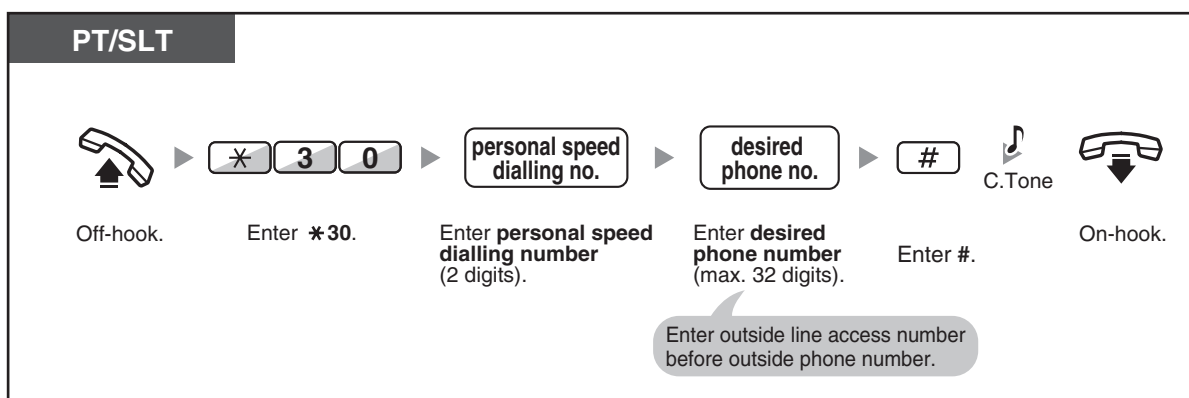 PT/SLT
Off-hook.
* 3 0
Enter *30.
personal speed
dialling no.
Enter personal speed
dialling number
(2 digits).
desired
phone no.
Enter desired
phone number
(max. 32 digits).
Enter outside line access number
before outside phone number.
#
Enter #.
C.Tone
On-hook.